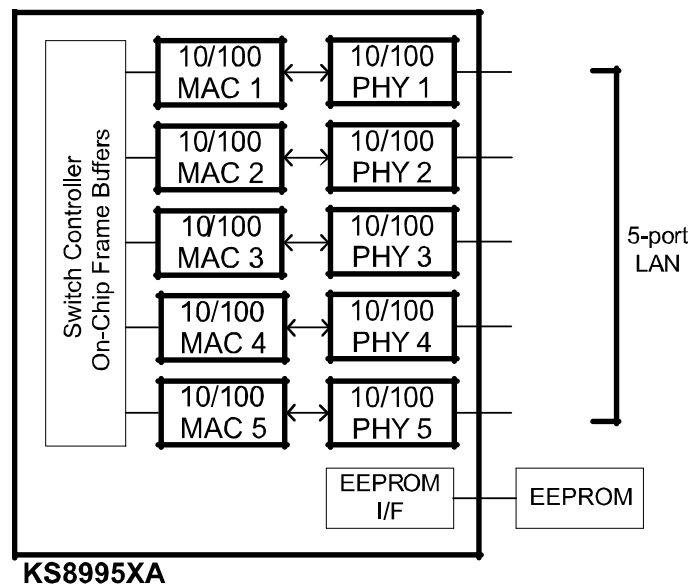 Switch Controller
On-Chip Frame Buffers
10/100
MAC 1
10/100
PHY 1
10/100
MAC 2
10/100
PHY 2
10/100
MAC 3
10/100
PHY 3
10/100
MAC 4
10/100
PHY 4
10/100
MAC 5
10/100
PHY 5
5-port
LAN
EEPROM
I/F
EEPROM
KS8995XA